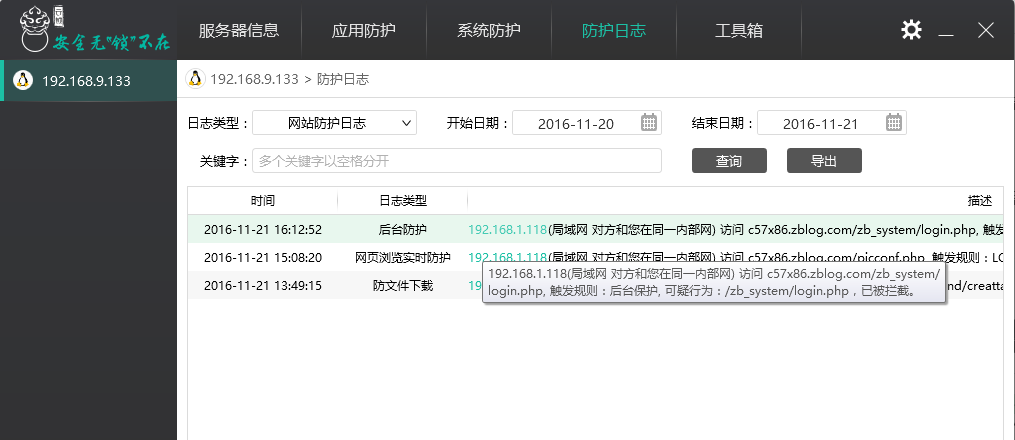 安全无“锁”不在
服务器信息
应用防护
系统防护
防护日志
工具箱
192.168.9.133
192.168.9.133 > 防护日志
日志类型：
网站防护日志
开始日期：
2016-11-20
结束日期：
2016-11-21
关键字：
多个关键字以空格分开
查询
导出
时间
日志类型
描述
2016-11-21 16:12:52
后台防护
192.168.1.118(局域网 对方和您在同一内部网) 访问 c57x86.zblog.com/zb_system/login.php, 触发
2016-11-21 15:08:20
网页浏览实时防护
192.168.1.118(局域网 对方和您在同一内部网) 访问 c57x86.zblog.com/picconf.php, 触发规则：LO
2016-11-21 13:49:15
防文件下载
19
nd/creatta
192.168.1.118(局域网 对方和您在同一内部网) 访问 c57x86.zblog.com/zb_system/
login.php, 触发规则：后台保护, 可疑行为：/zb_system/login.php，已被拦截。